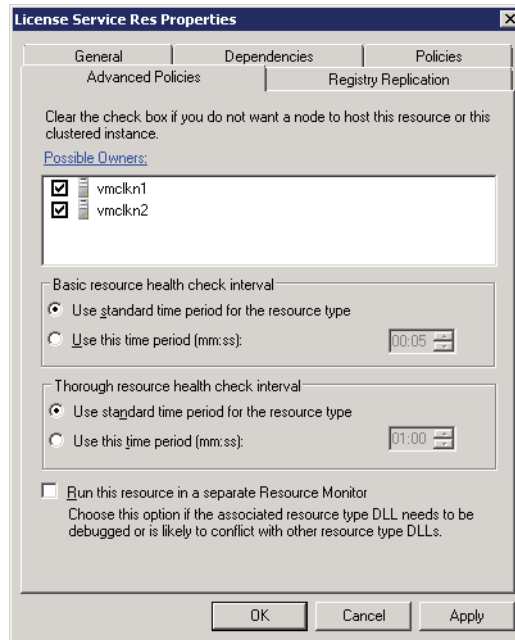 License Service Res Properties
General
Dependencies
Policies
Advanced Policies
Registry Replication
Clear the check box if you do not want a node to host this resource or this
clustered instance.
Possible Owners:
vmclkn1
vmclkn2
Basic resource health check interval
Use standard time period for the resource type
Use this time period (mm:ss):
00:05
Thorough resource health check interval
Use standard time period for the resource type
Use this time period (mm:ss):
01:00
Run this resource in a separate Resource Monitor
Choose this option if the associated resource type DLL needs to be
debugged or is likely to conflict with other resource type DLLs.
OK
Cancel
Apply